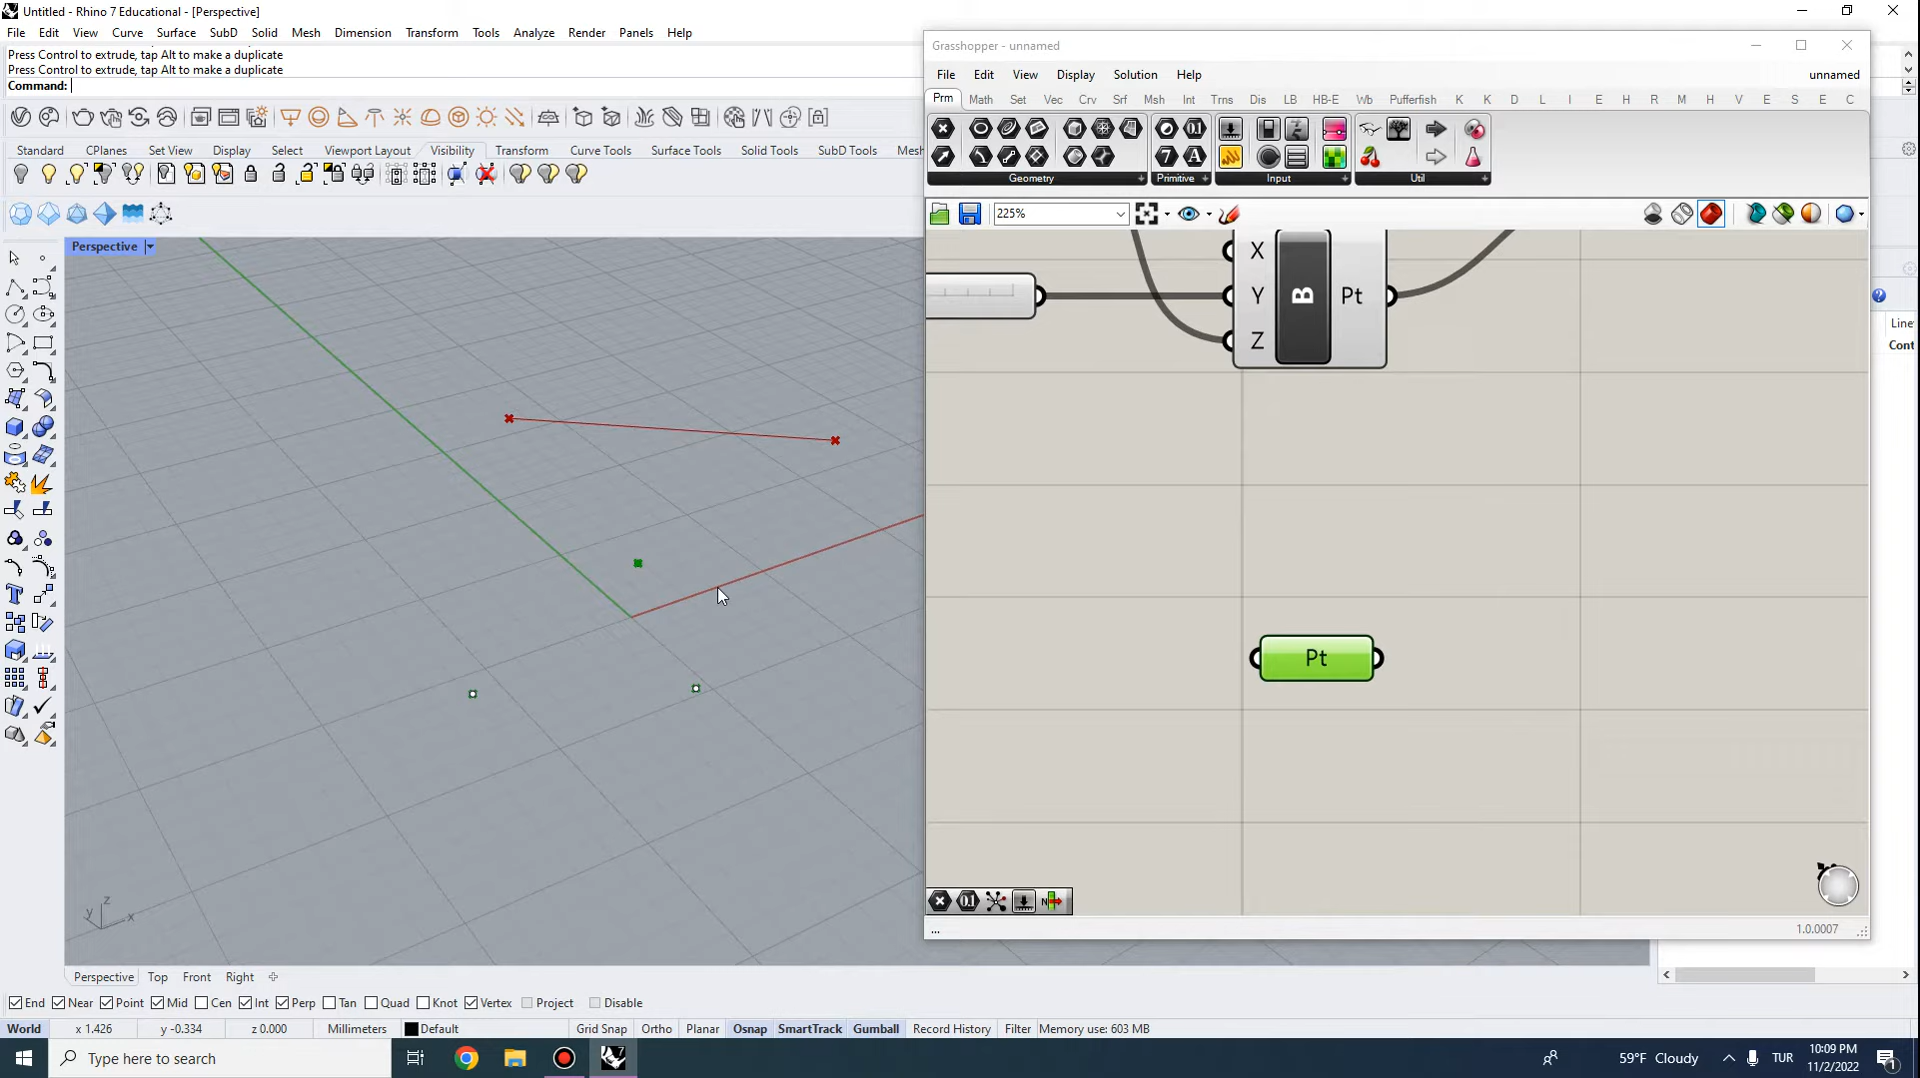 Untitled - Rhino 7 Educational - [Perspective]
File Edit View Curve Surface SubD Solid Mesh Dimension Transform Tools Analyze Render Panels Help
Press Control to extrude, tap Alt to make a duplicate
Press Control to extrude, tap Alt to make a duplicate
Command:
Standard CPlanes Set View Display Select Viewport Layout Visibility Transform Curve Tools Surface Tools Solid Tools SubD Tools Mesh
Perspective
Grasshopper - unnamed
File Edit View Display Solution Help unnamed
Prm Math Set Vec Crv Srf Msh Int Trns Dis LB HB-E Wb Pufferfish K K D L I E H R M H V E S E C
Geometry Primitive Input Util
225%
X
Y Pt
Z
Pt
Line
Cont
...
1.0.0007
z
y x
Perspective Top Front Right
End Near Point Mid Cen Int Perp Tan Quad Knot Vertex Project Disable
World x 1.426 y -0.334 z 0.000 Millimeters Default Grid Snap Ortho Planar Osnap SmartTrack Gumball Record History Filter Memory use: 603 MB
Type here to search
59°F Cloudy
TUR
10:09 PM
11/2/2022
1